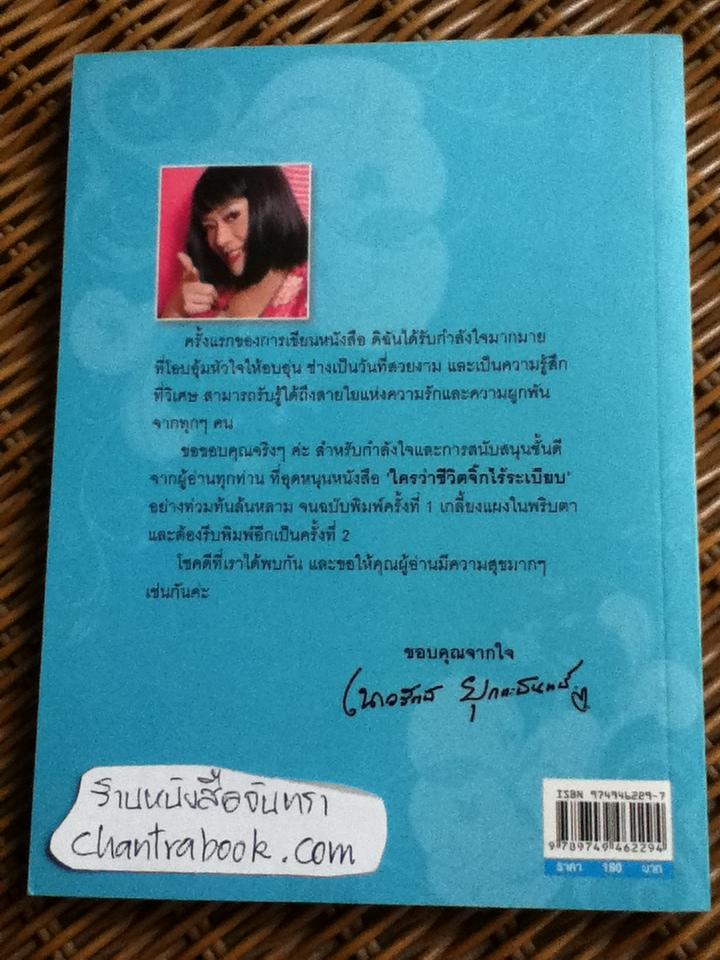 ครั้งแรกของการเขียนหนังสือ ดิฉันได้รับกำลังใจมากมาย
ที่โอบอุ้มหัวใจให้อบอุ่น ช่างเป็นวันที่สวยงาม และเป็นความรู้สึก
ที่วิเศษ สามารถรับรู้ได้ถึงสายใยแห่งความรักและความผูกพัน
จากทุกๆ คน
ขอขอบคุณจริงๆ ค่ะ สำหรับกำลังใจและการสนับสนุนชั้นดี
จากผู้อ่านทุกท่าน ที่อุดหนุนหนังสือ "ใครว่าชีวิตจิ๊กไร้ระเบียบ"
อย่างท่วมท้นล้นหลาม จนฉบับพิมพ์ครั้งที่ 1 เกลี้ยงแผงในพริบตา
และต้องรีบพิมพ์อีกเป็นครั้งที่ 2
โชคดีที่เราได้พบกัน และขอให้คุณผู้อ่านมีความสุขมากๆ
เช่นกันค่ะ
ขอบคุณจากใจ
เนาวรัตน์ ยุกตะนันทน์
ร้านหนังสือจันทรา
chantrabook.com
ISBN 974946229-7
9 789749 462294
ราคา 180 บาท